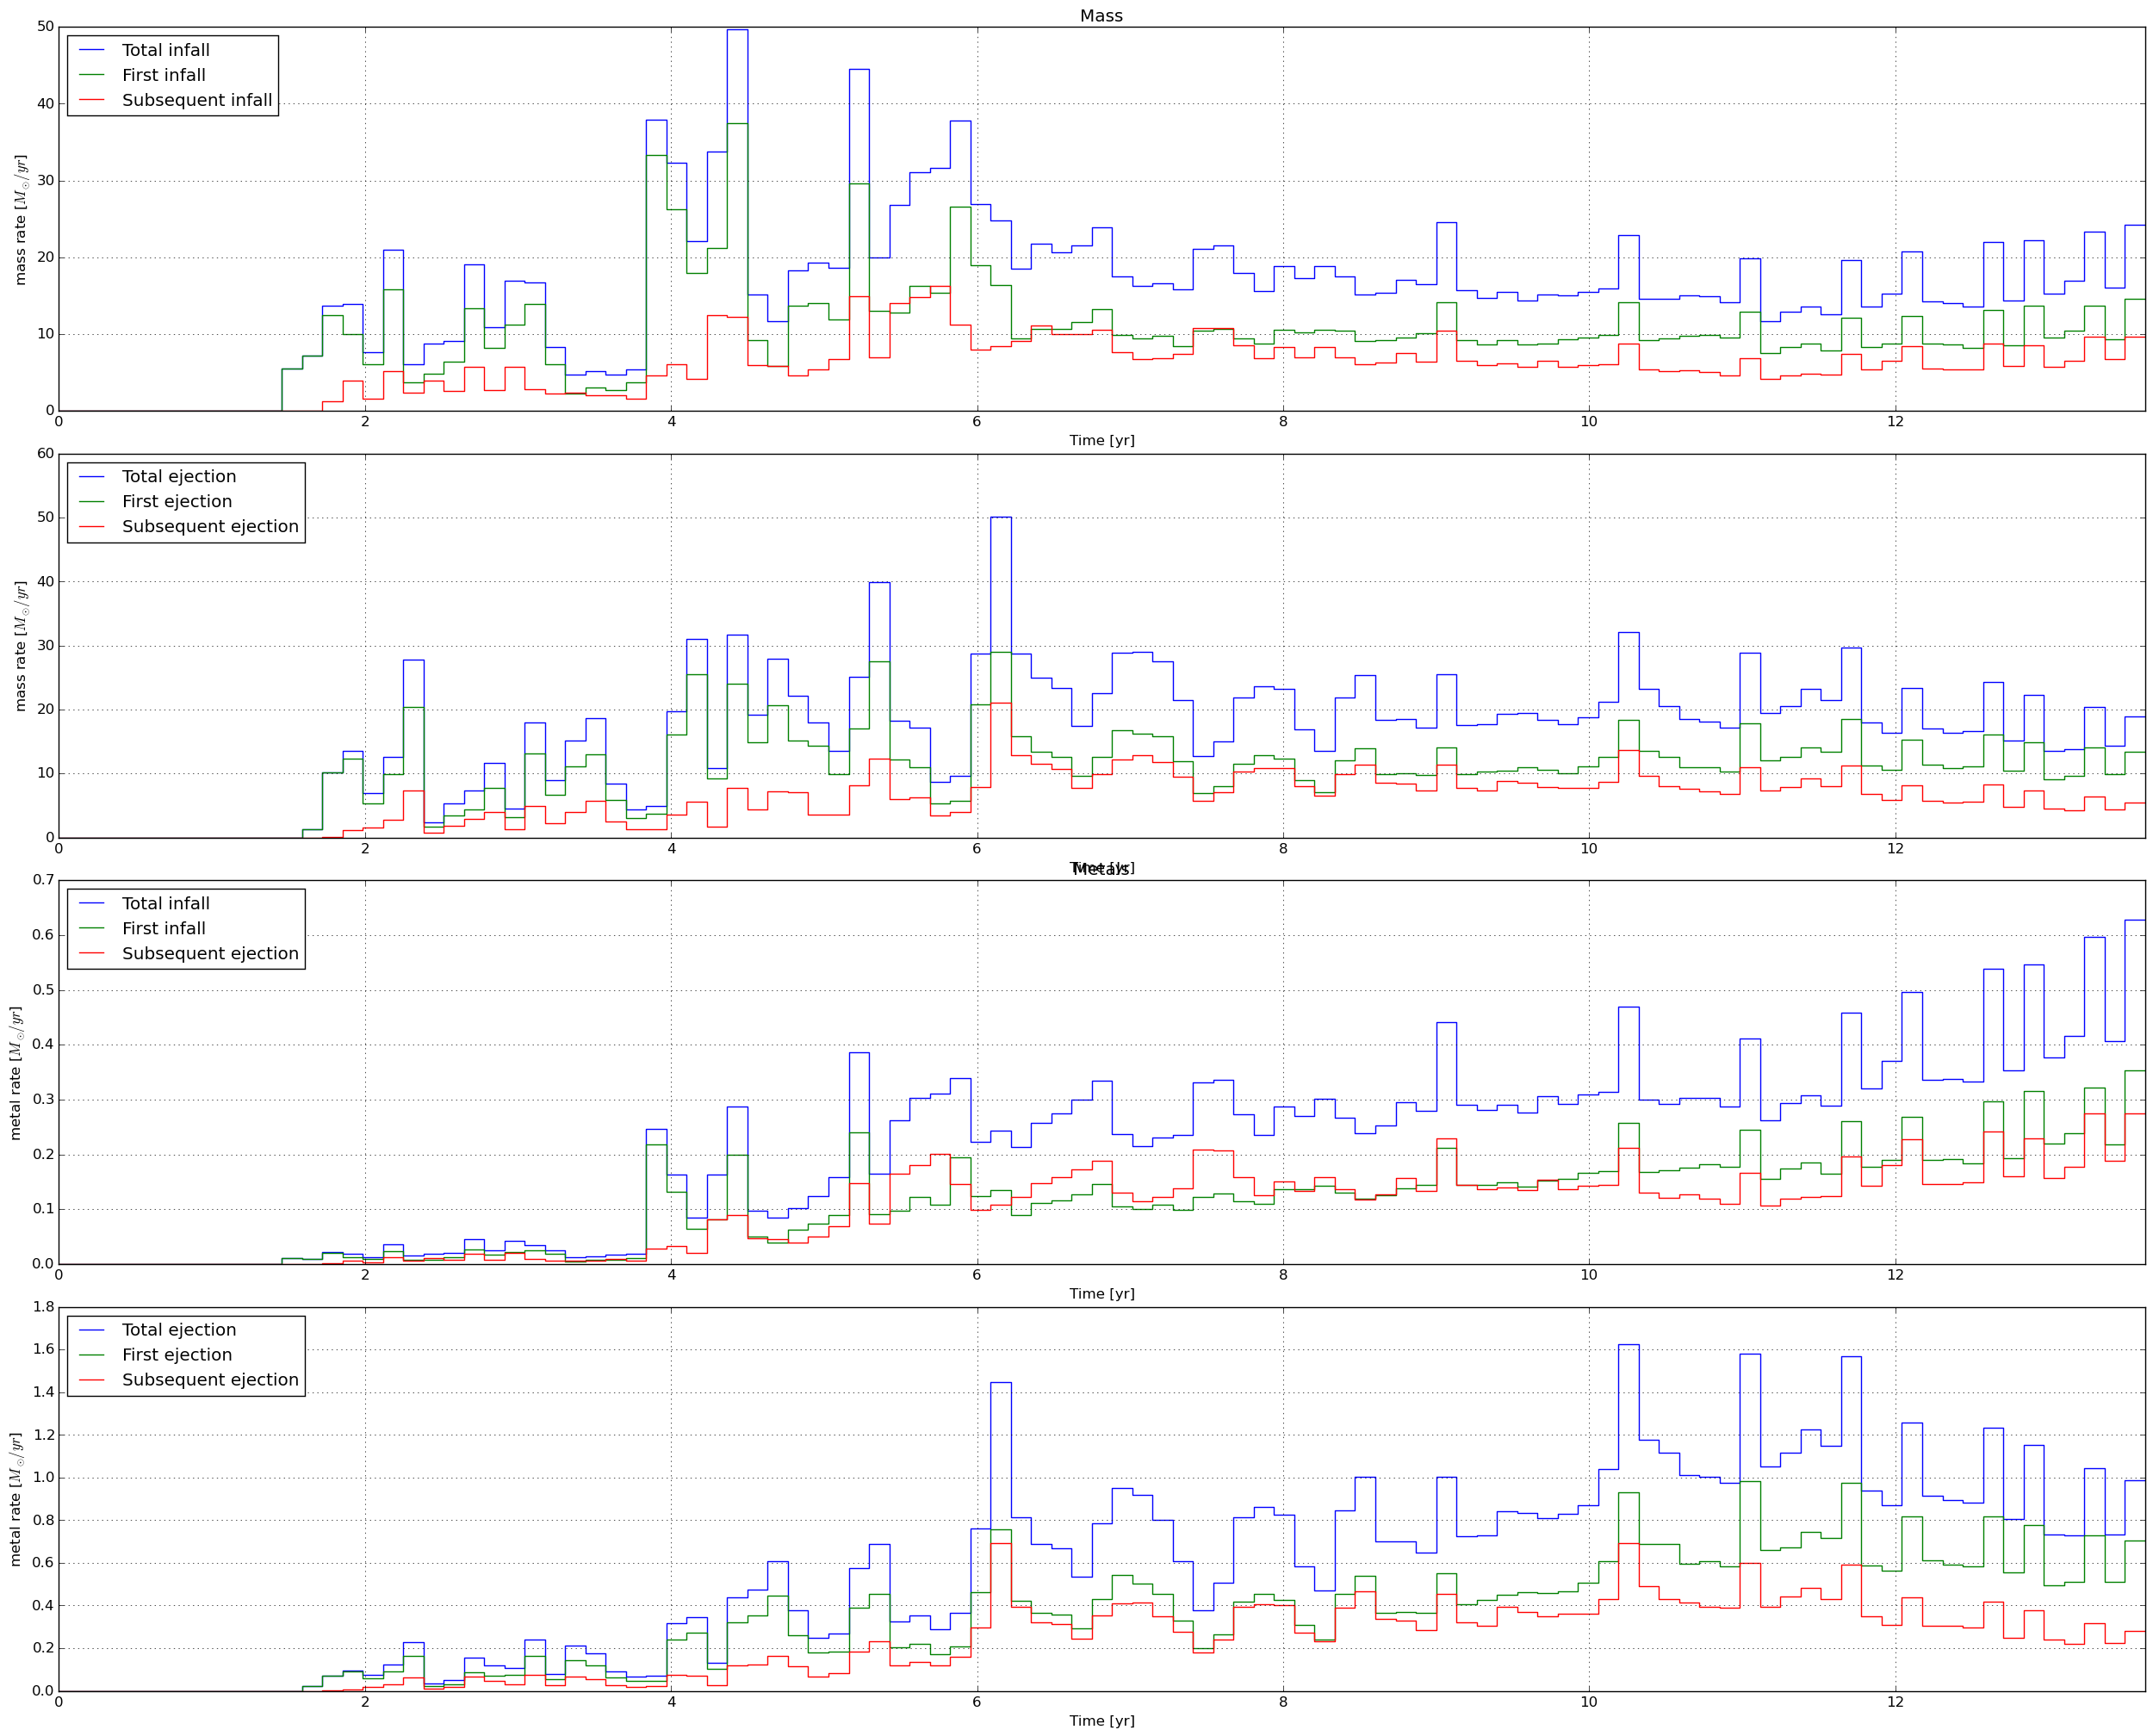 Mass
50
40
30
20
10
0
mass rate [M⊙/yr]
Total infall
First infall
Subsequent infall
0 2 4 6 8 10 12
Time [yr]
60
50
40
30
20
10
0
mass rate [M⊙/yr]
Total ejection
First ejection
Subsequent ejection
0 2 4 6 8 10 12
Time [yr]
Metals
0.7
0.6
0.5
0.4
0.3
0.2
0.1
0.0
metal rate [M⊙/yr]
Total infall
First infall
Subsequent ejection
0 2 4 6 8 10 12
Time [yr]
1.8
1.6
1.4
1.2
1.0
0.8
0.6
0.4
0.2
0.0
metal rate [M⊙/yr]
Total ejection
First ejection
Subsequent ejection
0 2 4 6 8 10 12
Time [yr]